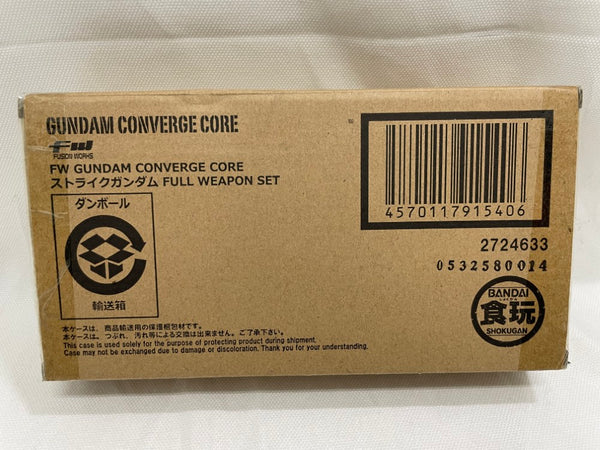 GUNDAM CONVERGE CORE
FW
FUSION WORKS
FW GUNDAM CONVERGE CORE
ストライクガンダム FULL WEAPON SET
ダンボール
輸送箱
4570117915406
2724633
0532580014
BANDAI
食玩
SHOKUGAN
本ケースは、商品輸送用の保護梱包材です。
本ケースは、つぶれ、汚れ等による交換は出来ません。ご了承下さい。
This case is used solely for the purpose of protecting product during shipment.
Case may not be exchanged due to damage or discoloration. Thank you for your understanding.